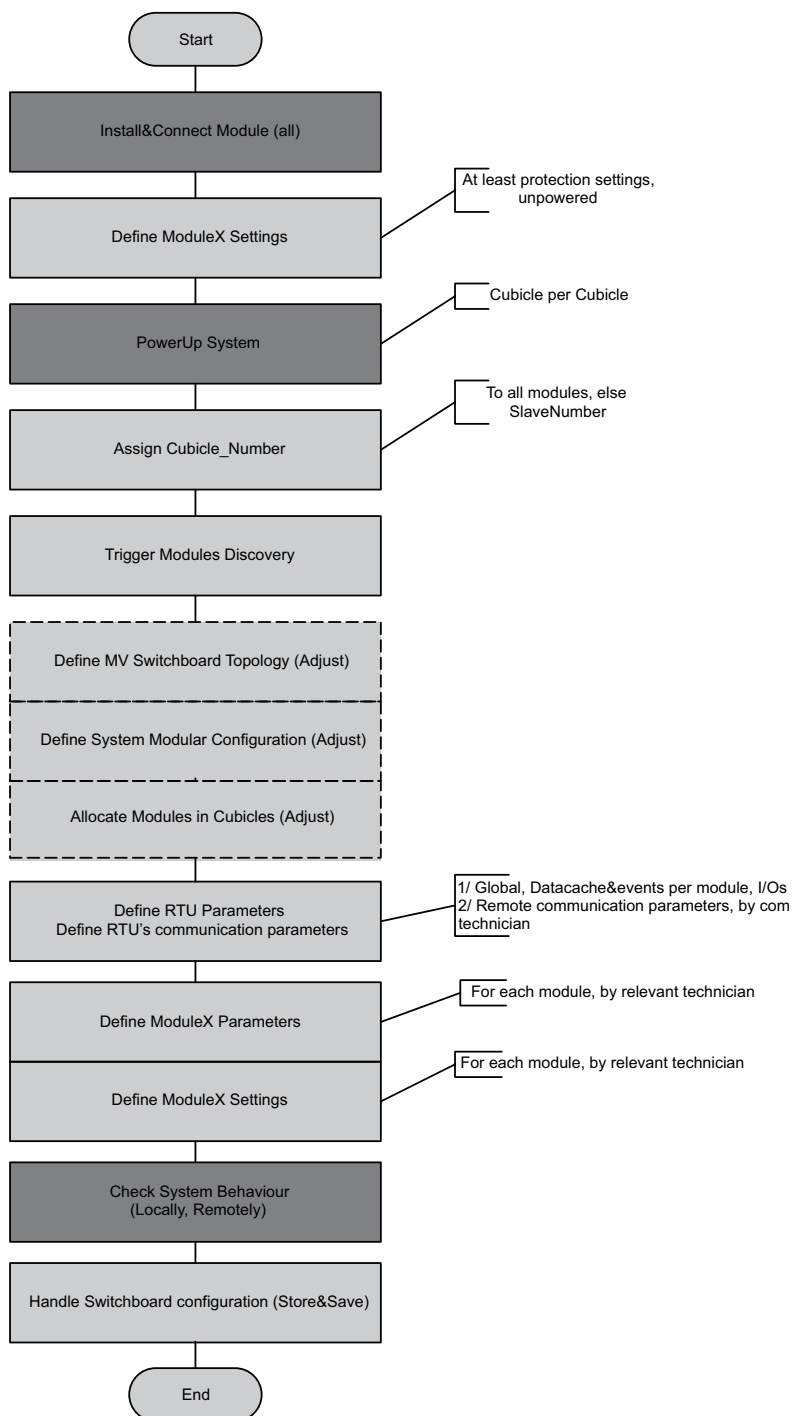 Start
Install&Connect Module (all)
At least protection settings,
unpowered
Define ModuleX Settings
Cubicle per Cubicle
PowerUp System
To all modules, else
SlaveNumber
Assign Cubicle_Number
Trigger Modules Discovery
Define MV Switchboard Topology (Adjust)
Define System Modular Configuration (Adjust)
Allocate Modules in Cubicles (Adjust)
1/ Global, Datacache&events per module, I/Os
2/ Remote communication parameters, by com
technician
Define RTU Parameters
Define RTU's communication parameters
For each module, by relevant technician
Define ModuleX Parameters
For each module, by relevant technician
Define ModuleX Settings
Check System Behaviour
(Locally, Remotely)
Handle Switchboard configuration (Store&Save)
End